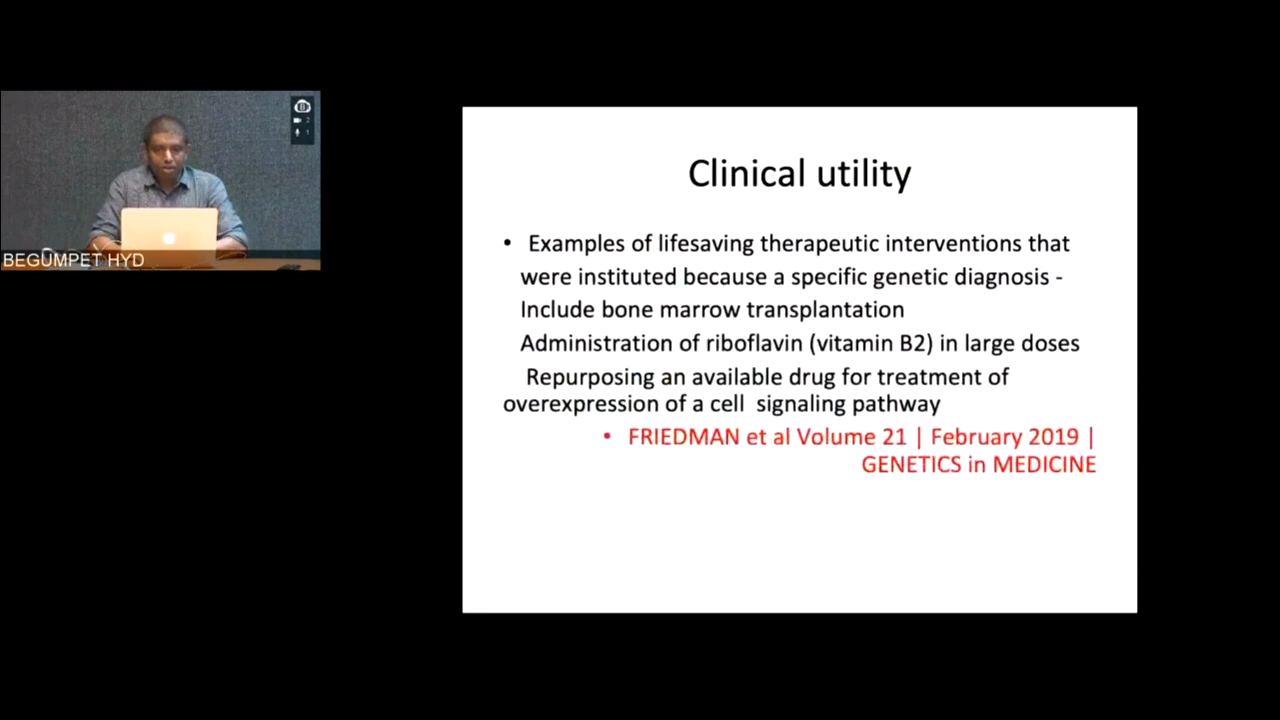 BEGUMPET HYD
Clinical utility
• Examples of lifesaving therapeutic interventions that
were instituted because a specific genetic diagnosis -
Include bone marrow transplantation
Administration of riboflavin (vitamin B2) in large doses
Repurposing an available drug for treatment of
overexpression of a cell signaling pathway
• FRIEDMAN et al Volume 21 | February 2019 |
GENETICS in MEDICINE